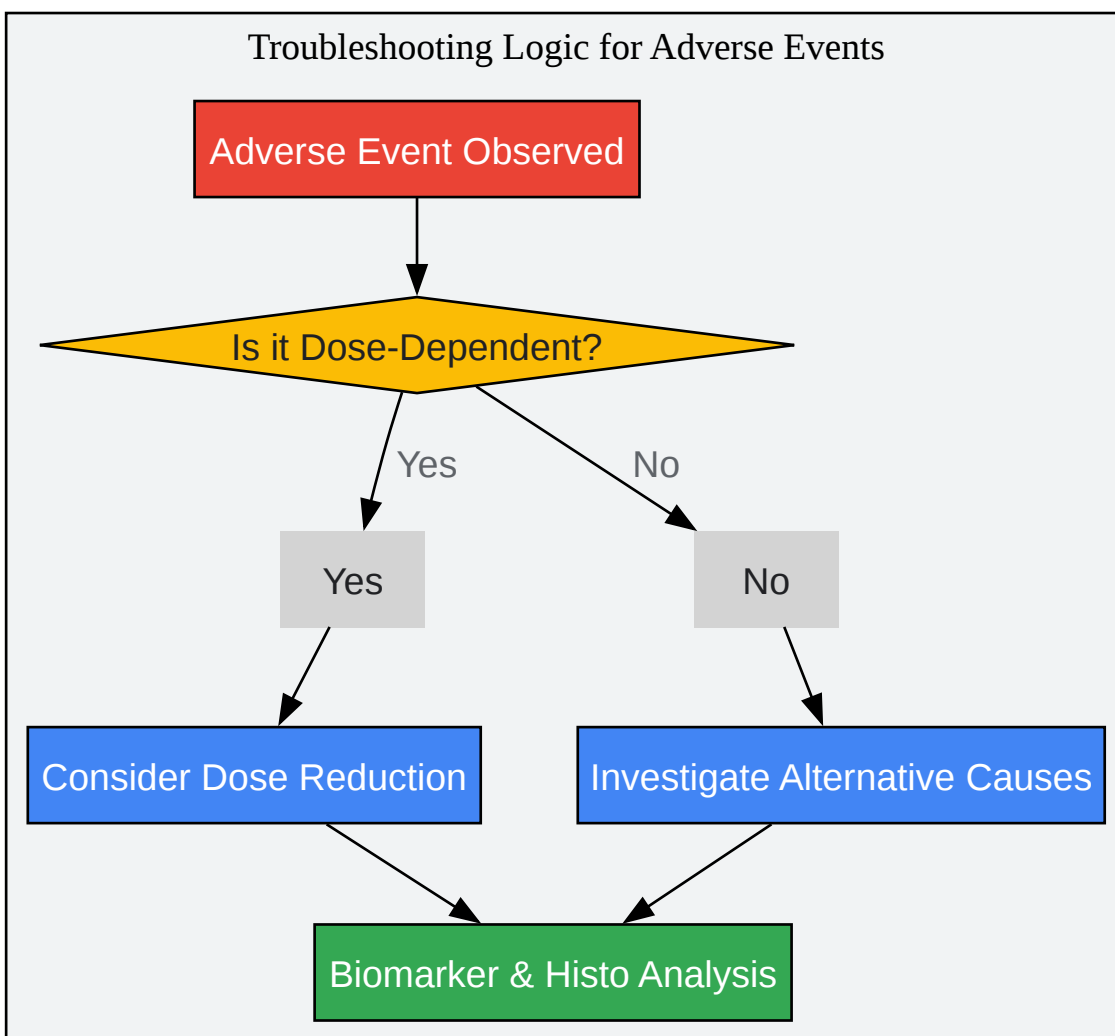 Troubleshooting Logic for Adverse Events
Adverse Event Observed
Is it Dose-Dependent?
Yes
No
Yes
No
Consider Dose Reduction
Investigate Alternative Causes
Biomarker & Histo Analysis